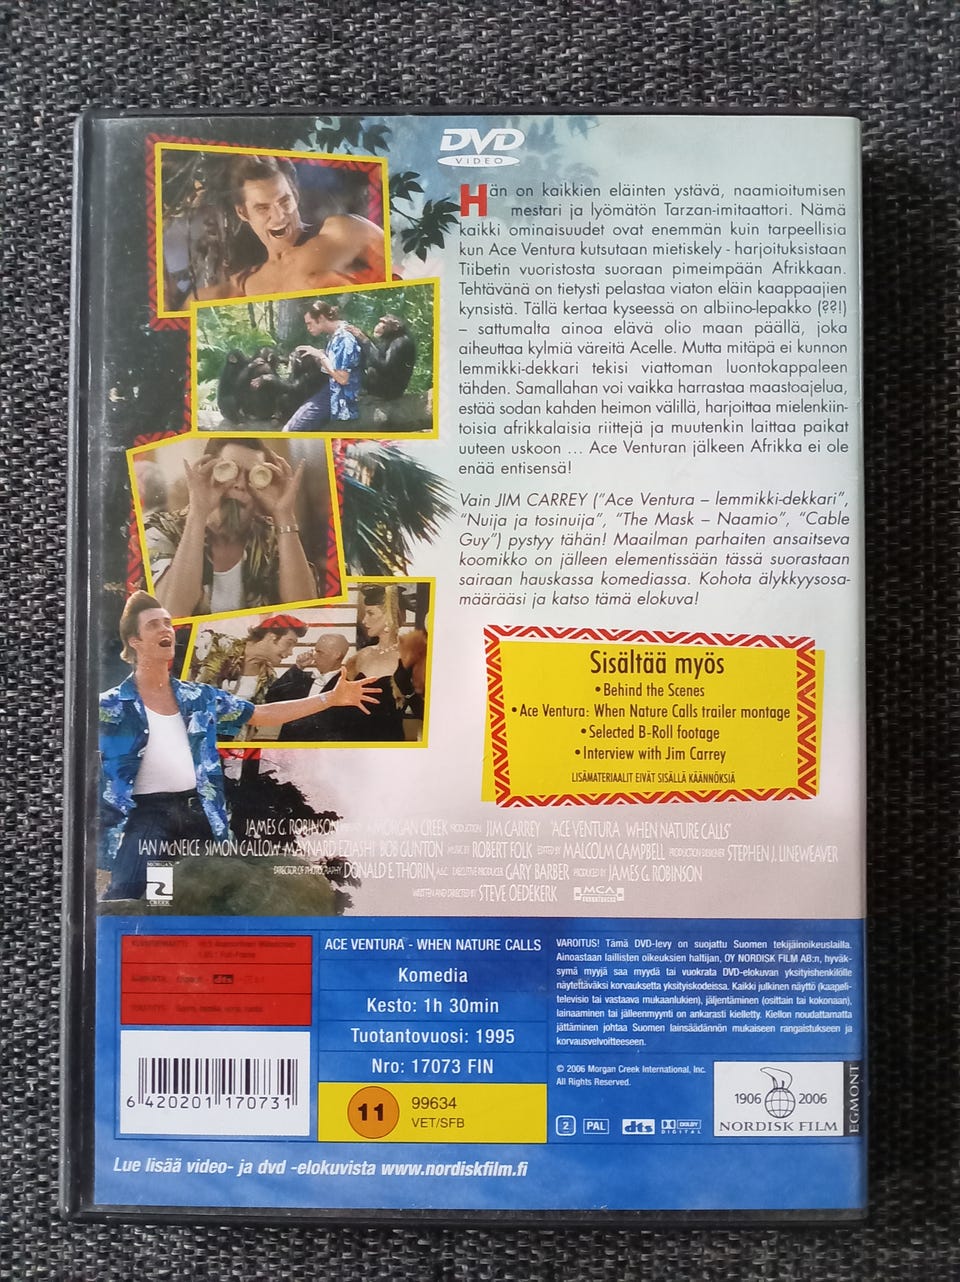 DVD
VIDEO
Hän on kaikkien eläinten ystävä, naamioitumisen
mestari ja lyömätön Tarzan-imitaattori. Nämä
kaikki ominaisuudet ovat enemmän kuin tarpeellisia
kun Ace Ventura kutsutaan mietiskely - harjoituksistaan
Tiibetin vuoristosta suoraan pimeimpään Afrikkaan.
Tehtävänä on tietysti pelastaa viaton eläin kaappaajien
kynsistä. Tällä kertaa kyseessä on albiino-lepakko (??!)
– sattumalta ainoa elävä olio maan päällä, joka
aiheuttaa kylmiä väreitä Acelle. Mutta mitäpä ei kunnon
lemmikki-dekkari tekisi viattoman luontokappaleen
tähden. Samallahan voi vaikka harrastaa maastoajelua,
estää sodan kahden heimon välillä, harjoittaa mielenkiin-
toisia afrikkalaisia riittejä ja muutenkin laittaa paikat
uuteen uskoon ... Ace Venturan jälkeen Afrikka ei ole
enää entisensä!
Vain JIM CARREY ("Ace Ventura – lemmikki-dekkari",
"Nuija ja tosinuija", "The Mask – Naamio", "Cable
Guy") pystyy tähän! Maailman parhaiten ansaitseva
koomikko on jälleen elementissään tässä suorastaan
sairaan hauskassa komediassa. Kohota älykkyysosa-
määrääsi ja katso tämä elokuva!
Sisältää myös
• Behind the Scenes
• Ace Ventura: When Nature Calls trailer montage
• Selected B-Roll footage
• Interview with Jim Carrey
LISÄMATERIAALIT EIVÄT SISÄLLÄ KÄÄNNÖKSIÄ
JAMES G. ROBINSON MORGAN CREEK PRODUCTION JIM CARREY "ACE VENTURA WHEN NATURE CALLS"
IAN McNEICE SIMON CALLOW MAYNARD EZIASHI BOB GUNTON MUSIC BY ROBERT FOLK EDITED BY MALCOLM CAMPBELL PRODUCTION DESIGNER STEPHEN J. LINEWEAVER
DIRECTOR OF PHOTOGRAPHY DONALD E. THORIN, A.S.C. EXECUTIVE PRODUCER GARY BARBER PRODUCED BY JAMES G. ROBINSON
WRITTEN AND DIRECTED BY STEVE OEDEKERK MCA
MORGAN CREEK
ACE VENTURA - WHEN NATURE CALLS
Komedia
Kesto: 1h 30min
Tuotantovuosi: 1995
Nro: 17073 FIN
11 99634
VET/SFB
6 420201 170731
VAROITUS! Tämä DVD-levy on suojattu Suomen tekijäinoikeuslailla.
Ainoastaan laillisten oikeuksien haltijan, OY NORDISK FILM AB:n, hyväk-
symä myyjä saa myydä tai vuokrata DVD-elokuvan yksityishenkilölle
näytettäväksi korvauksetta yksityiskodeissa. Kaikki julkinen näyttö (kaapeli-
televisio tai vastaava mukaanlukien), jäljentäminen (osittain tai kokonaan),
lainaaminen tai jälleenmyynti on ankarasti kielletty. Kiellon noudattamatta
jättäminen johtaa Suomen lainsäädännön mukaiseen rangaistukseen ja
korvausvelvoitteeseen.
© 2006 Morgan Creek International, Inc.
All Rights Reserved.
2 PAL dts DOLBY
DIGITAL
1906 2006
NORDISK FILM
EGMONT
Lue lisää video- ja dvd -elokuvista www.nordiskfilm.fi